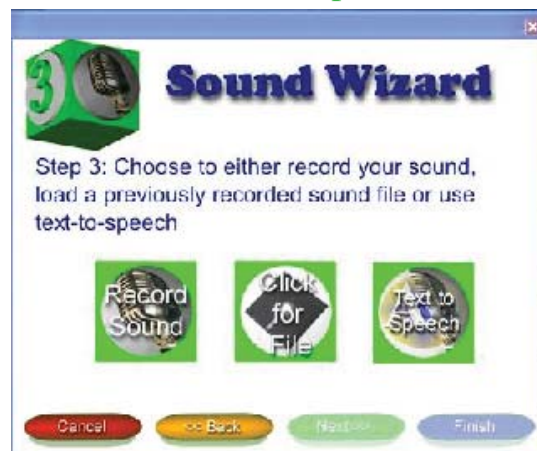 3
Sound Wizard
Step 3: Choose to either record your sound,
load a previously recorded sound file or use
text-to-speech
Record
Sound
Click
for
File
Text to
Speech
Cancel
<< Back
Next >>
Finish